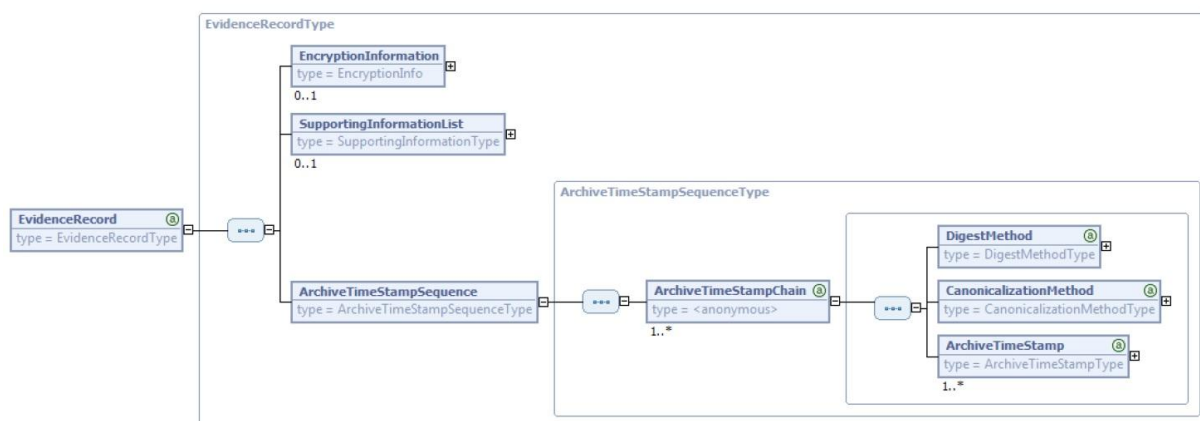 EvidenceRecordType
EncryptionInformation
type = EncryptionInfo
0..1
SupportingInformationList
type = SupportingInformationType
0..1
EvidenceRecord a
type = EvidenceRecordType
ArchiveTimeStampSequence
type = ArchiveTimeStampSequenceType
ArchiveTimeStampSequenceType
ArchiveTimeStampChain a
type = <anonymous>
1..*
DigestMethod a
type = DigestMethodType
CanonicalizationMethod a
type = CanonicalizationMethodType
ArchiveTimeStamp a
type = ArchiveTimeStampType
1..*